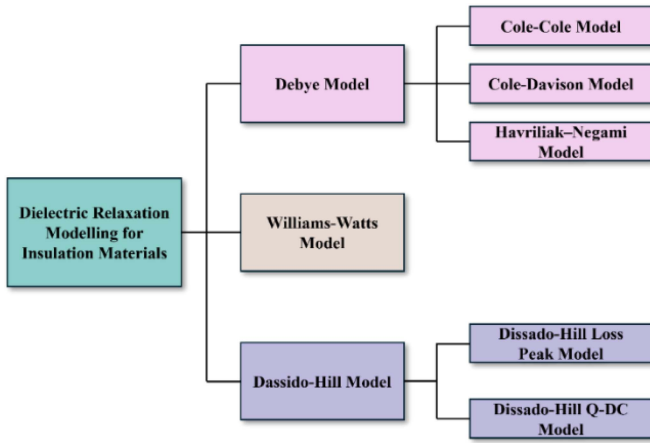 Cole-Cole Model
Debye Model
Cole-Davison Model
Havriliak–Negami
Model
Dielectric Relaxation
Modelling for
Insulation Materials
Williams-Watts
Model
Dassido-Hill Model
Dissado-Hill Loss
Peak Model
Dissado-Hill Q-DC
Model